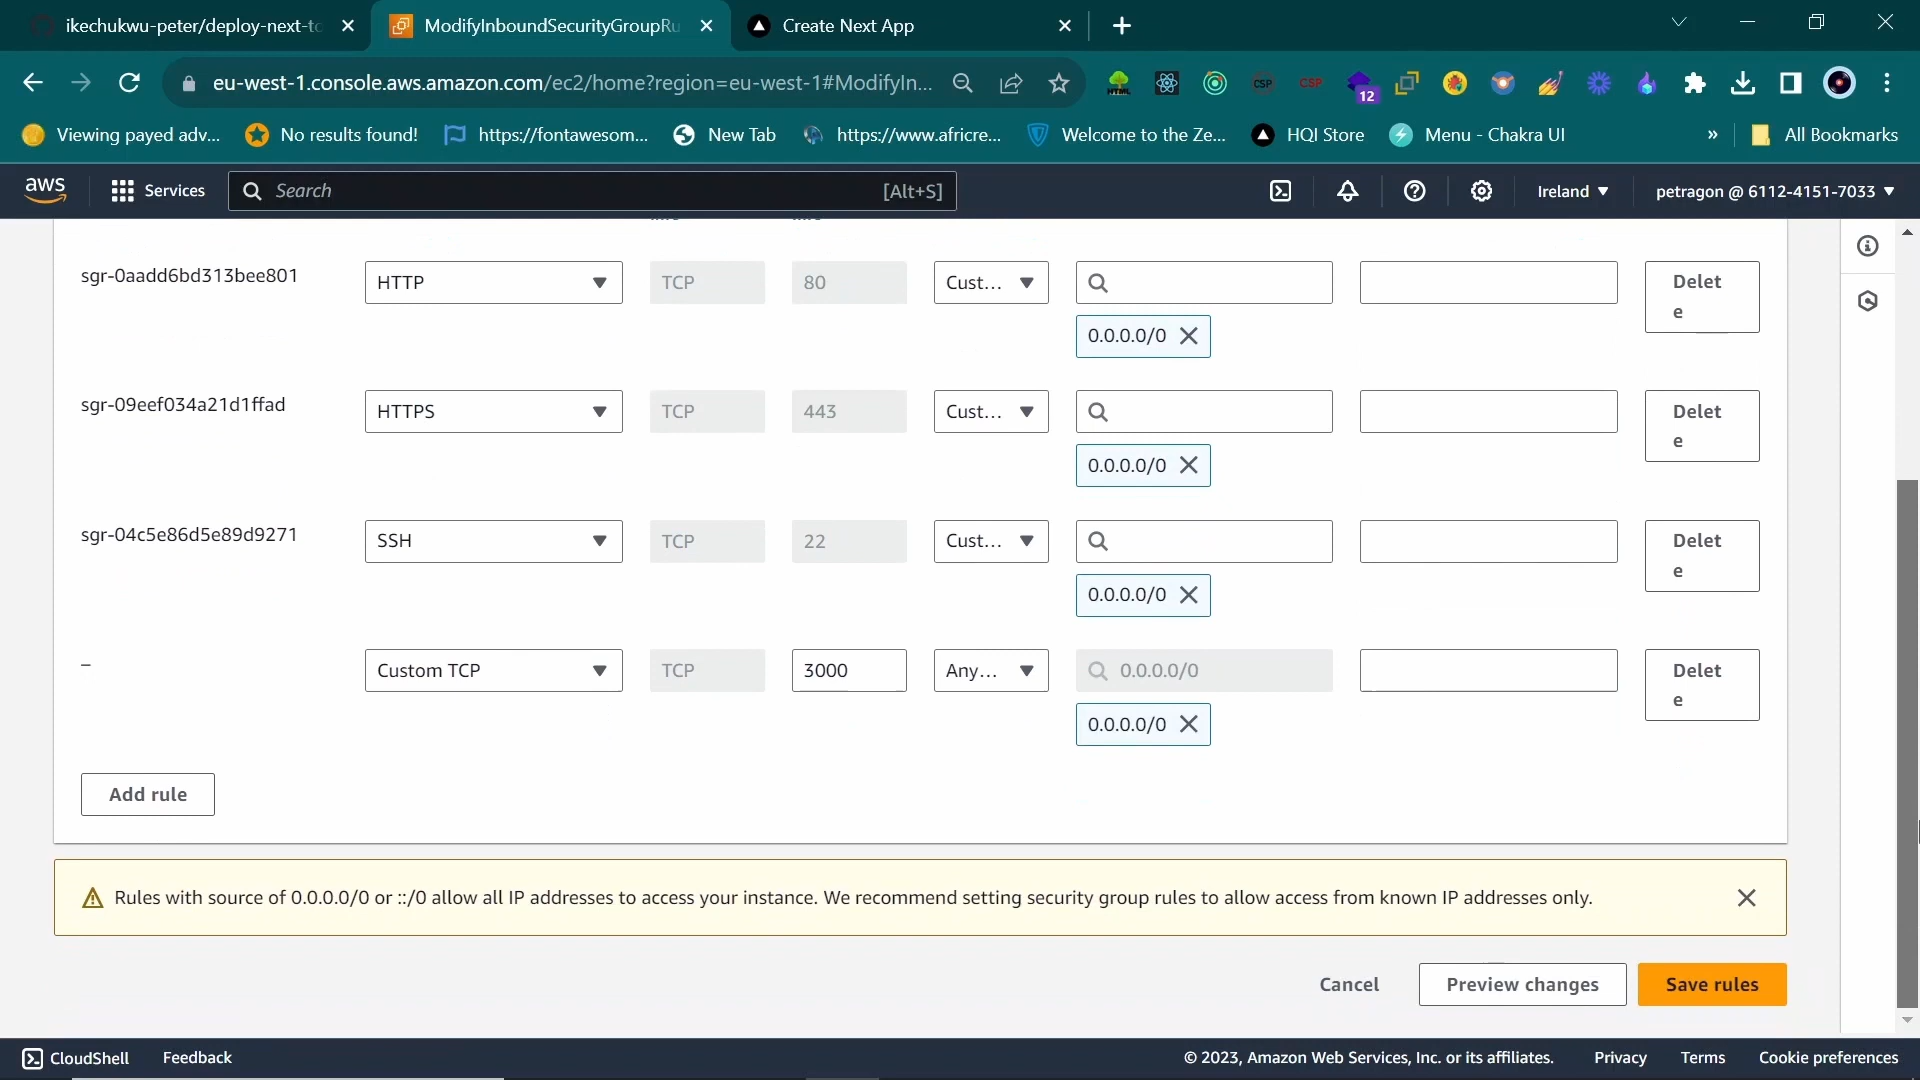 ikechukwu-peter/deploy-next-to
ModifyInboundSecurityGroupRu
Create Next App
eu-west-1.console.aws.amazon.com/ec2/home?region=eu-west-1#ModifyIn...
HTML
CSP
CSP
12
Viewing payed adv...
No results found!
https://fontawesom...
New Tab
https://www.africre...
Welcome to the Ze...
HQI Store
Menu - Chakra UI
»
All Bookmarks
aws
Services
Search
[Alt+S]
Ireland
petragon @ 6112-4151-7033
sgr-0aadd6bd313bee801
HTTP
TCP
80
Cust...
Delet
e
0.0.0.0/0
sgr-09eef034a21d1ffad
HTTPS
TCP
443
Cust...
Delet
e
0.0.0.0/0
sgr-04c5e86d5e89d9271
SSH
TCP
22
Cust...
Delet
e
0.0.0.0/0
–
Custom TCP
TCP
3000
Any...
0.0.0.0/0
Delet
e
0.0.0.0/0
Add rule
Rules with source of 0.0.0.0/0 or ::/0 allow all IP addresses to access your instance. We recommend setting security group rules to allow access from known IP addresses only.
Cancel
Preview changes
Save rules
CloudShell
Feedback
© 2023, Amazon Web Services, Inc. or its affiliates.
Privacy
Terms
Cookie preferences